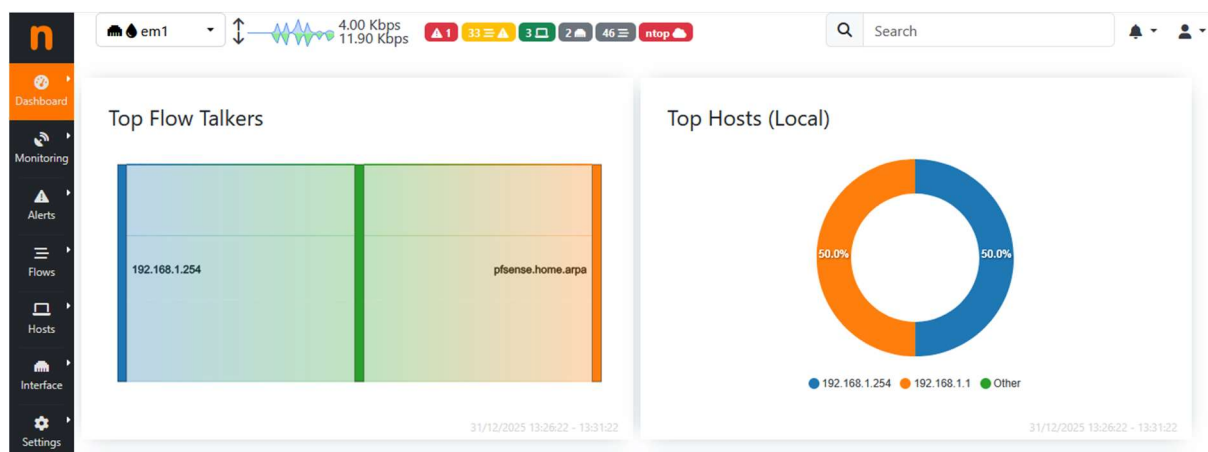 n
em1
4.00 Kbps
11.90 Kbps
1
33
3
2
46
ntop
Search
Dashboard
Monitoring
Alerts
Flows
Hosts
Interface
Settings
Top Flow Talkers
192.168.1.254
pfsense.home.arpa
31/12/2025 13:26:22 - 13:31:22
Top Hosts (Local)
50.0%
50.0%
192.168.1.254 192.168.1.1 Other
31/12/2025 13:26:22 - 13:31:22